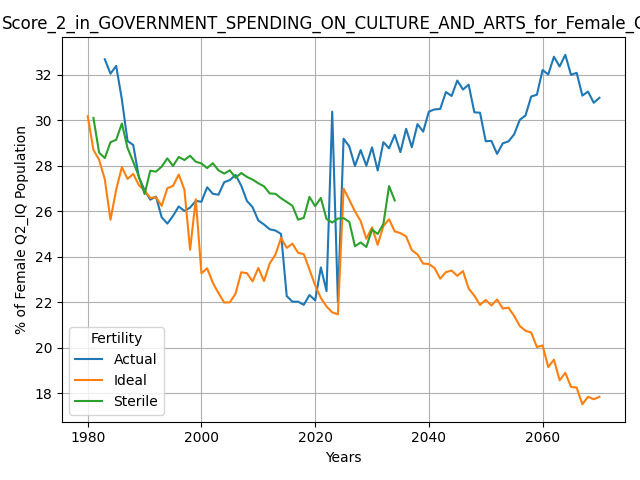 Score_2_in_GOVERNMENT_SPENDING_ON_CULTURE_AND_ARTS_for_Female_
% of Female Q2_IQ Population
32
30
28
26
24
22
20
18
Fertility
Actual
Ideal
Sterile
1980
2000
2020
2040
2060
Years